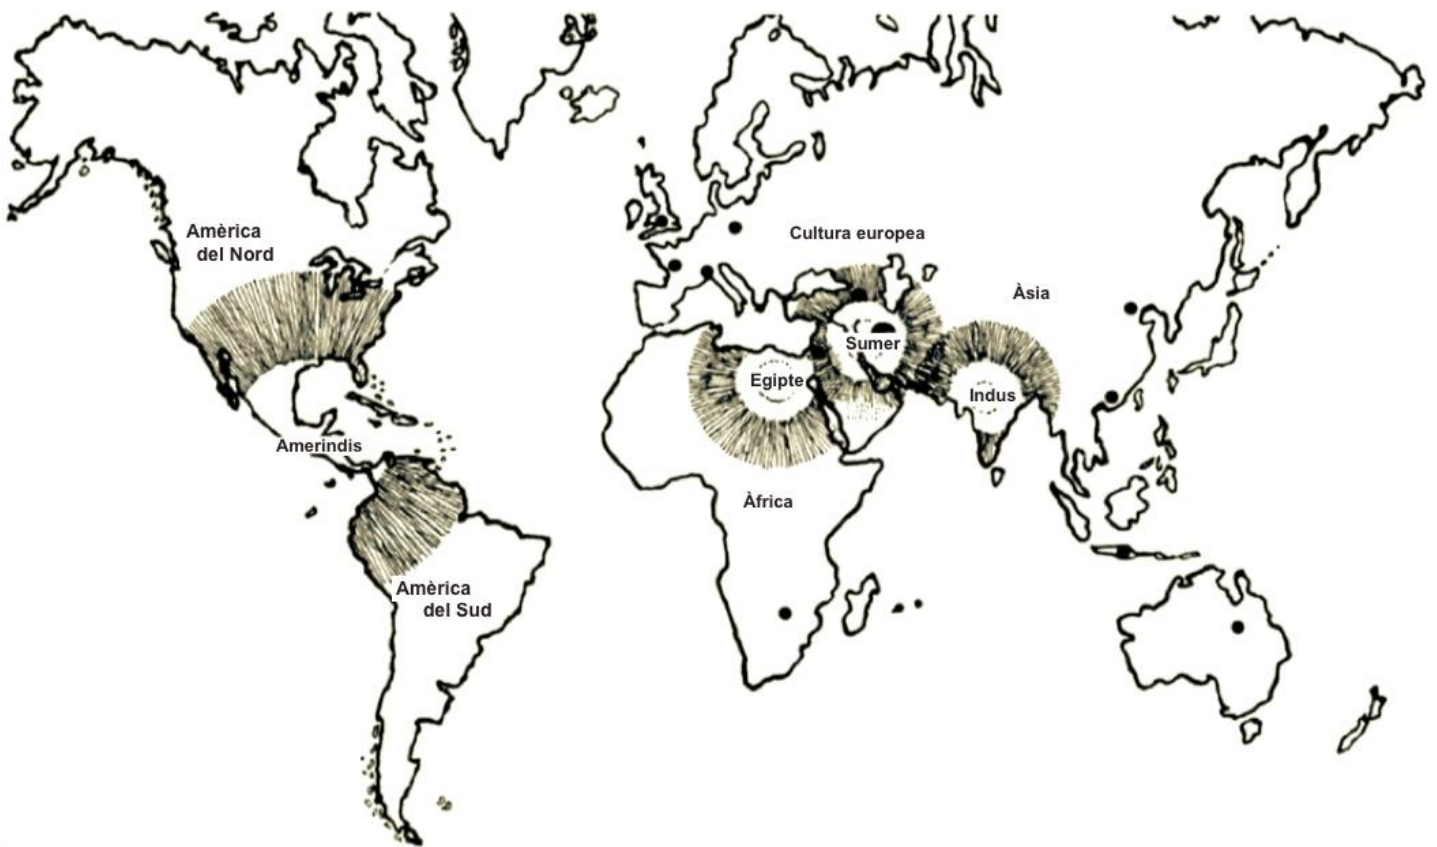 Amèrica
del Nord
Cultura europea
Àsia
Sumer
Egipte
Indus
Amerindis
Àfrica
Amèrica
del Sud